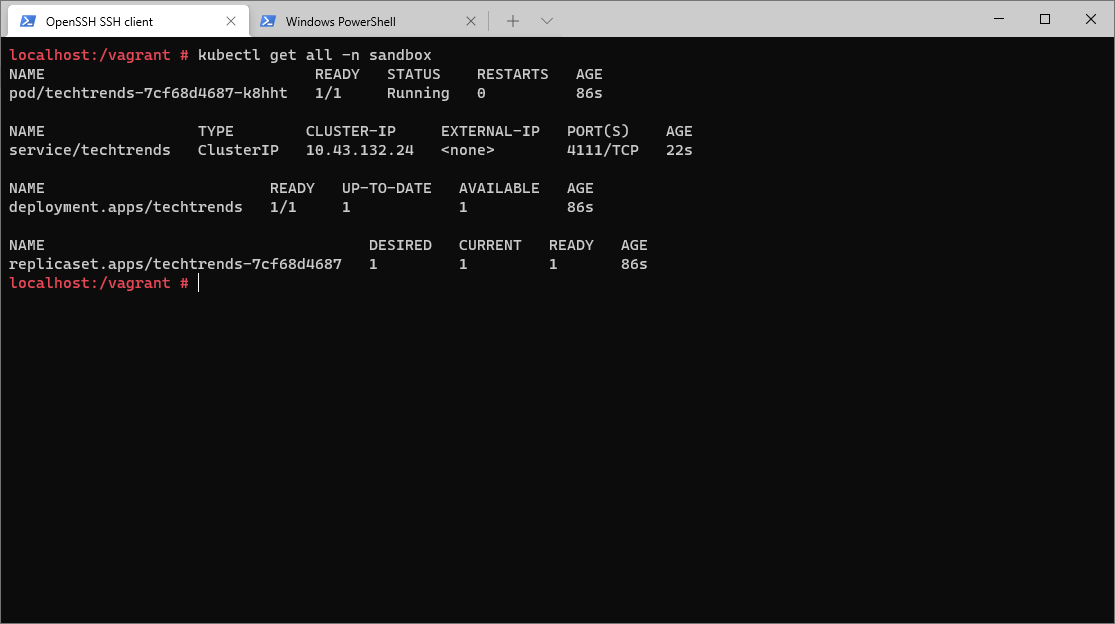 OpenSSH SSH client
Windows PowerShell
localhost:/vagrant # kubectl get all -n sandbox
NAME READY STATUS RESTARTS AGE
pod/techtrends-7cf68d4687-k8hht 1/1 Running 0 86s
NAME TYPE CLUSTER-IP EXTERNAL-IP PORT(S) AGE
service/techtrends ClusterIP 10.43.132.24 <none> 4111/TCP 22s
NAME READY UP-TO-DATE AVAILABLE AGE
deployment.apps/techtrends 1/1 1 1 86s
NAME DESIRED CURRENT READY AGE
replicaset.apps/techtrends-7cf68d4687 1 1 1 86s
localhost:/vagrant #